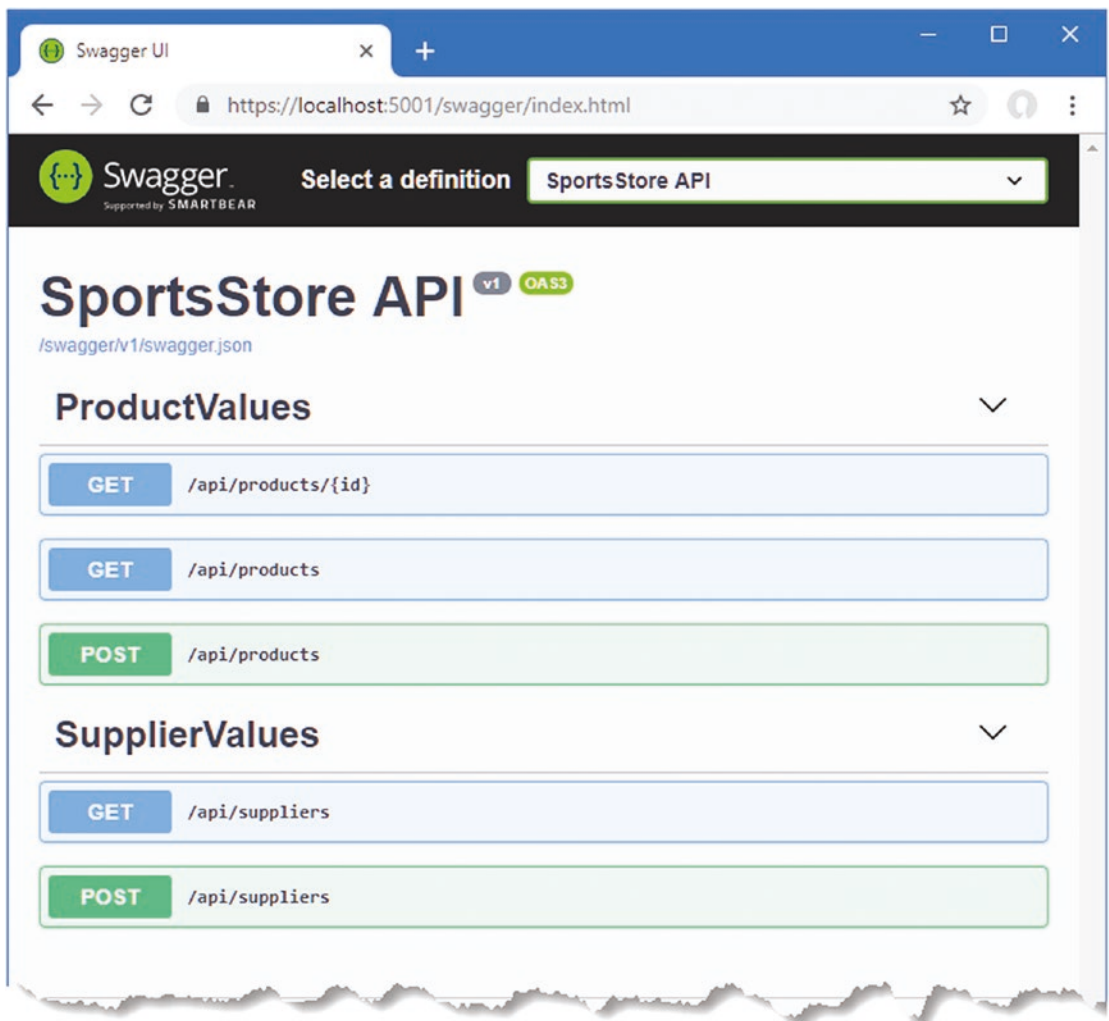 Swagger UI
https://localhost:5001/swagger/index.html
Swagger.
Supported by SMARTBEAR
Select a definition
SportsStore API
SportsStore API v1 OAS3
/swagger/v1/swagger.json
ProductValues
GET /api/products/{id}
GET /api/products
POST /api/products
SupplierValues
GET /api/suppliers
POST /api/suppliers